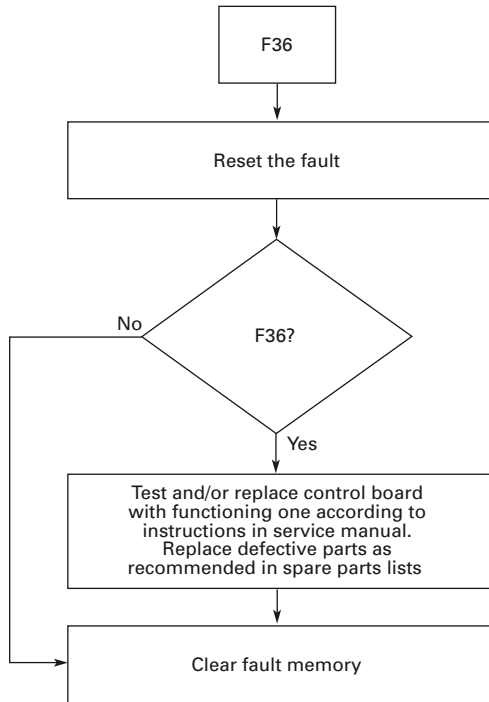 F36
Reset the fault
No
F36?
Yes
Test and/or replace control board
with functioning one according to
instructions in service manual.
Replace defective parts as
recommended in spare parts lists
Clear fault memory